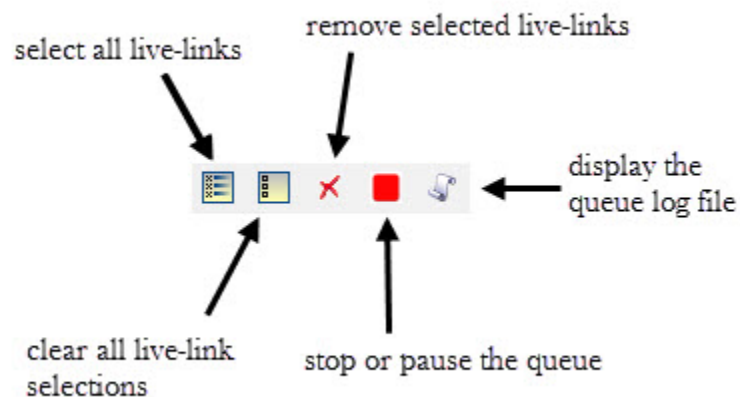 remove selected live-links
select all live-links
display the
queue log file
clear all live-link
selections
stop or pause the queue